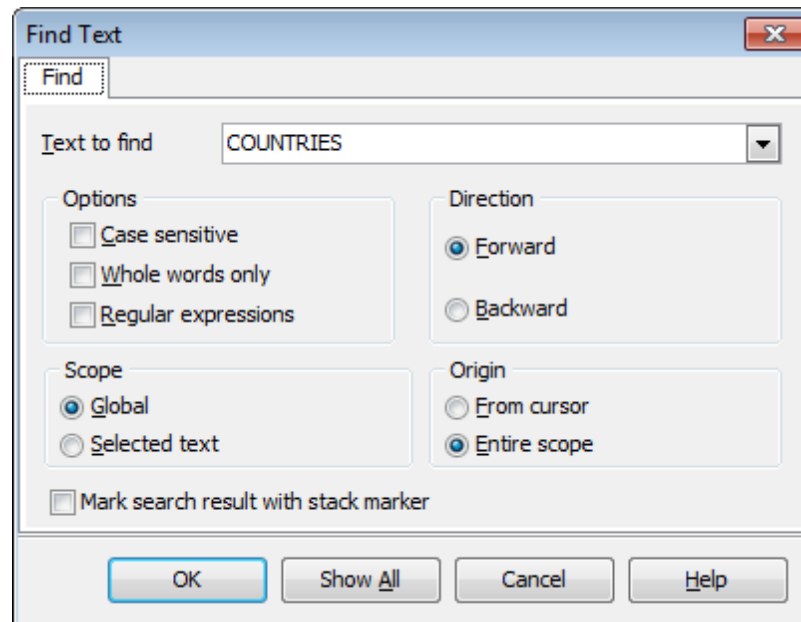 Find Text
Find
Text to find COUNTRIES
Options
Case sensitive
Whole words only
Regular expressions
Direction
Forward
Backward
Scope
Global
Selected text
Origin
From cursor
Entire scope
Mark search result with stack marker
OK Show All Cancel Help